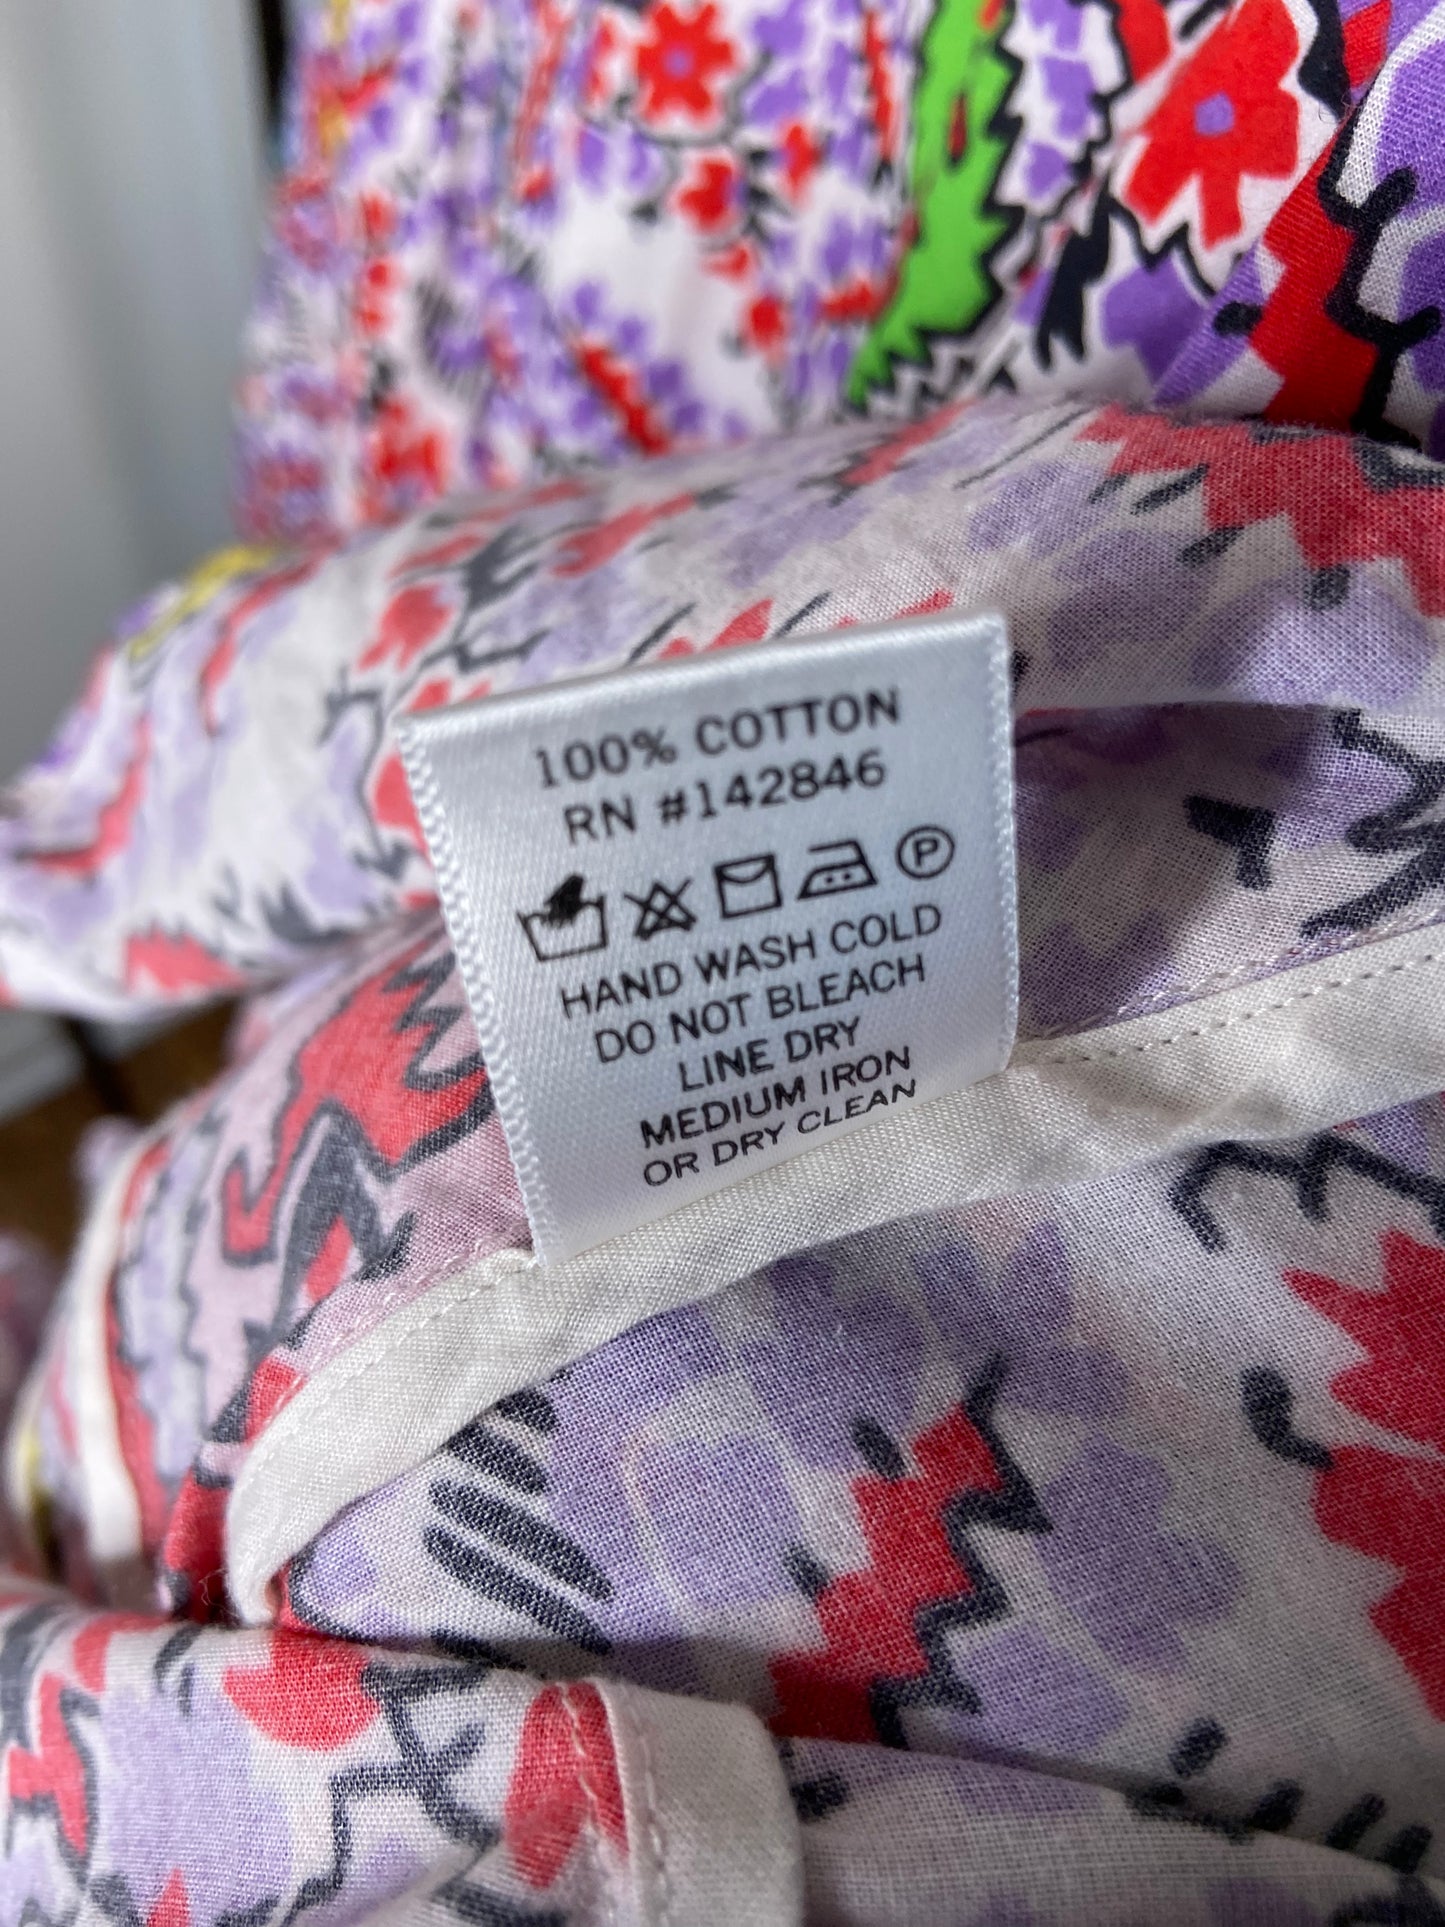 100% COTTON
RN #142846
P
HAND WASH COLD
DO NOT BLEACH
LINE DRY
MEDIUM IRON
OR DRY CLEAN